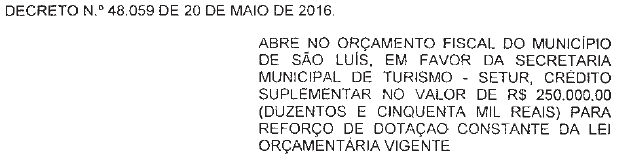 DECRETO N.º 48.059 DE 20 DE MAIO DE 2016.
ABRE NO ORÇAMENTO FISCAL DO MUNICÍPIO
DE SÃO LUÍS, EM FAVOR DA SECRETARIA
MUNICIPAL DE TURISMO - SETUR, CRÉDITO
SUPLEMENTAR NO VALOR DE R$ 250.000,00
(DUZENTOS E CINQUENTA MIL REAIS) PARA
REFORÇO DE DOTAÇAO CONSTANTE DA LEI
ORÇAMENTÁRIA VIGENTE